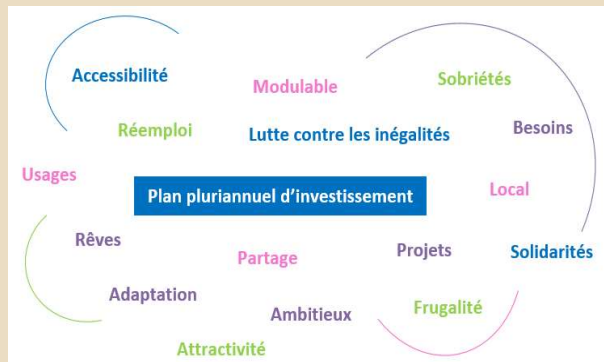 Accessibilité
Modulable
Sobriétés
Réemploi
Lutte contre les inégalités
Besoins
Usages
Plan pluriannuel d’investissement
Local
Rêves
Partage
Projets
Solidarités
Adaptation
Ambitieux
Frugalité
Attractivité